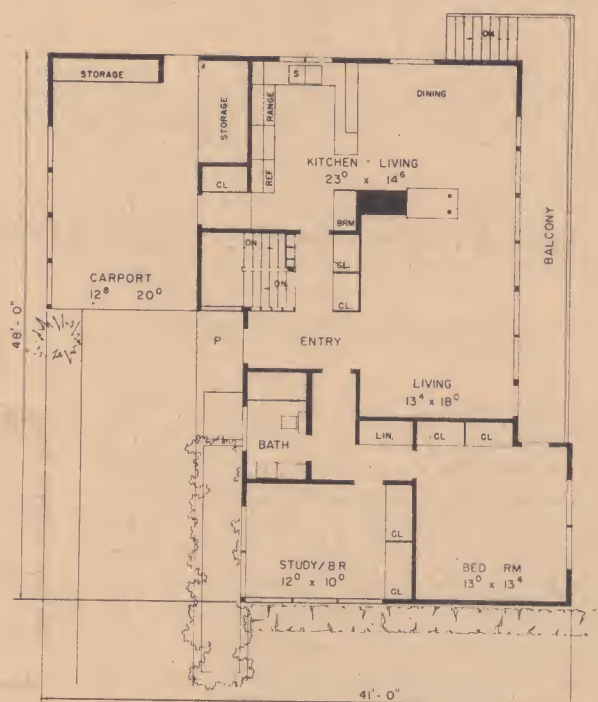 DN
STORAGE
S
DINING
RANGE
STORAGE
KITCHEN - LIVING
23⁰ x 14⁶
REF.
CL
BRM
BALCONY
DN
CL.
DN.
CARPORT
12⁸ 20⁰
CL.
48'-0"
P
ENTRY
LIVING
13⁴ x 18⁰
LIN.
CL
CL
BATH
CL
STUDY/BR
12⁰ x 10⁰
BED RM
13⁰ x 13⁴
CL
41'-0"